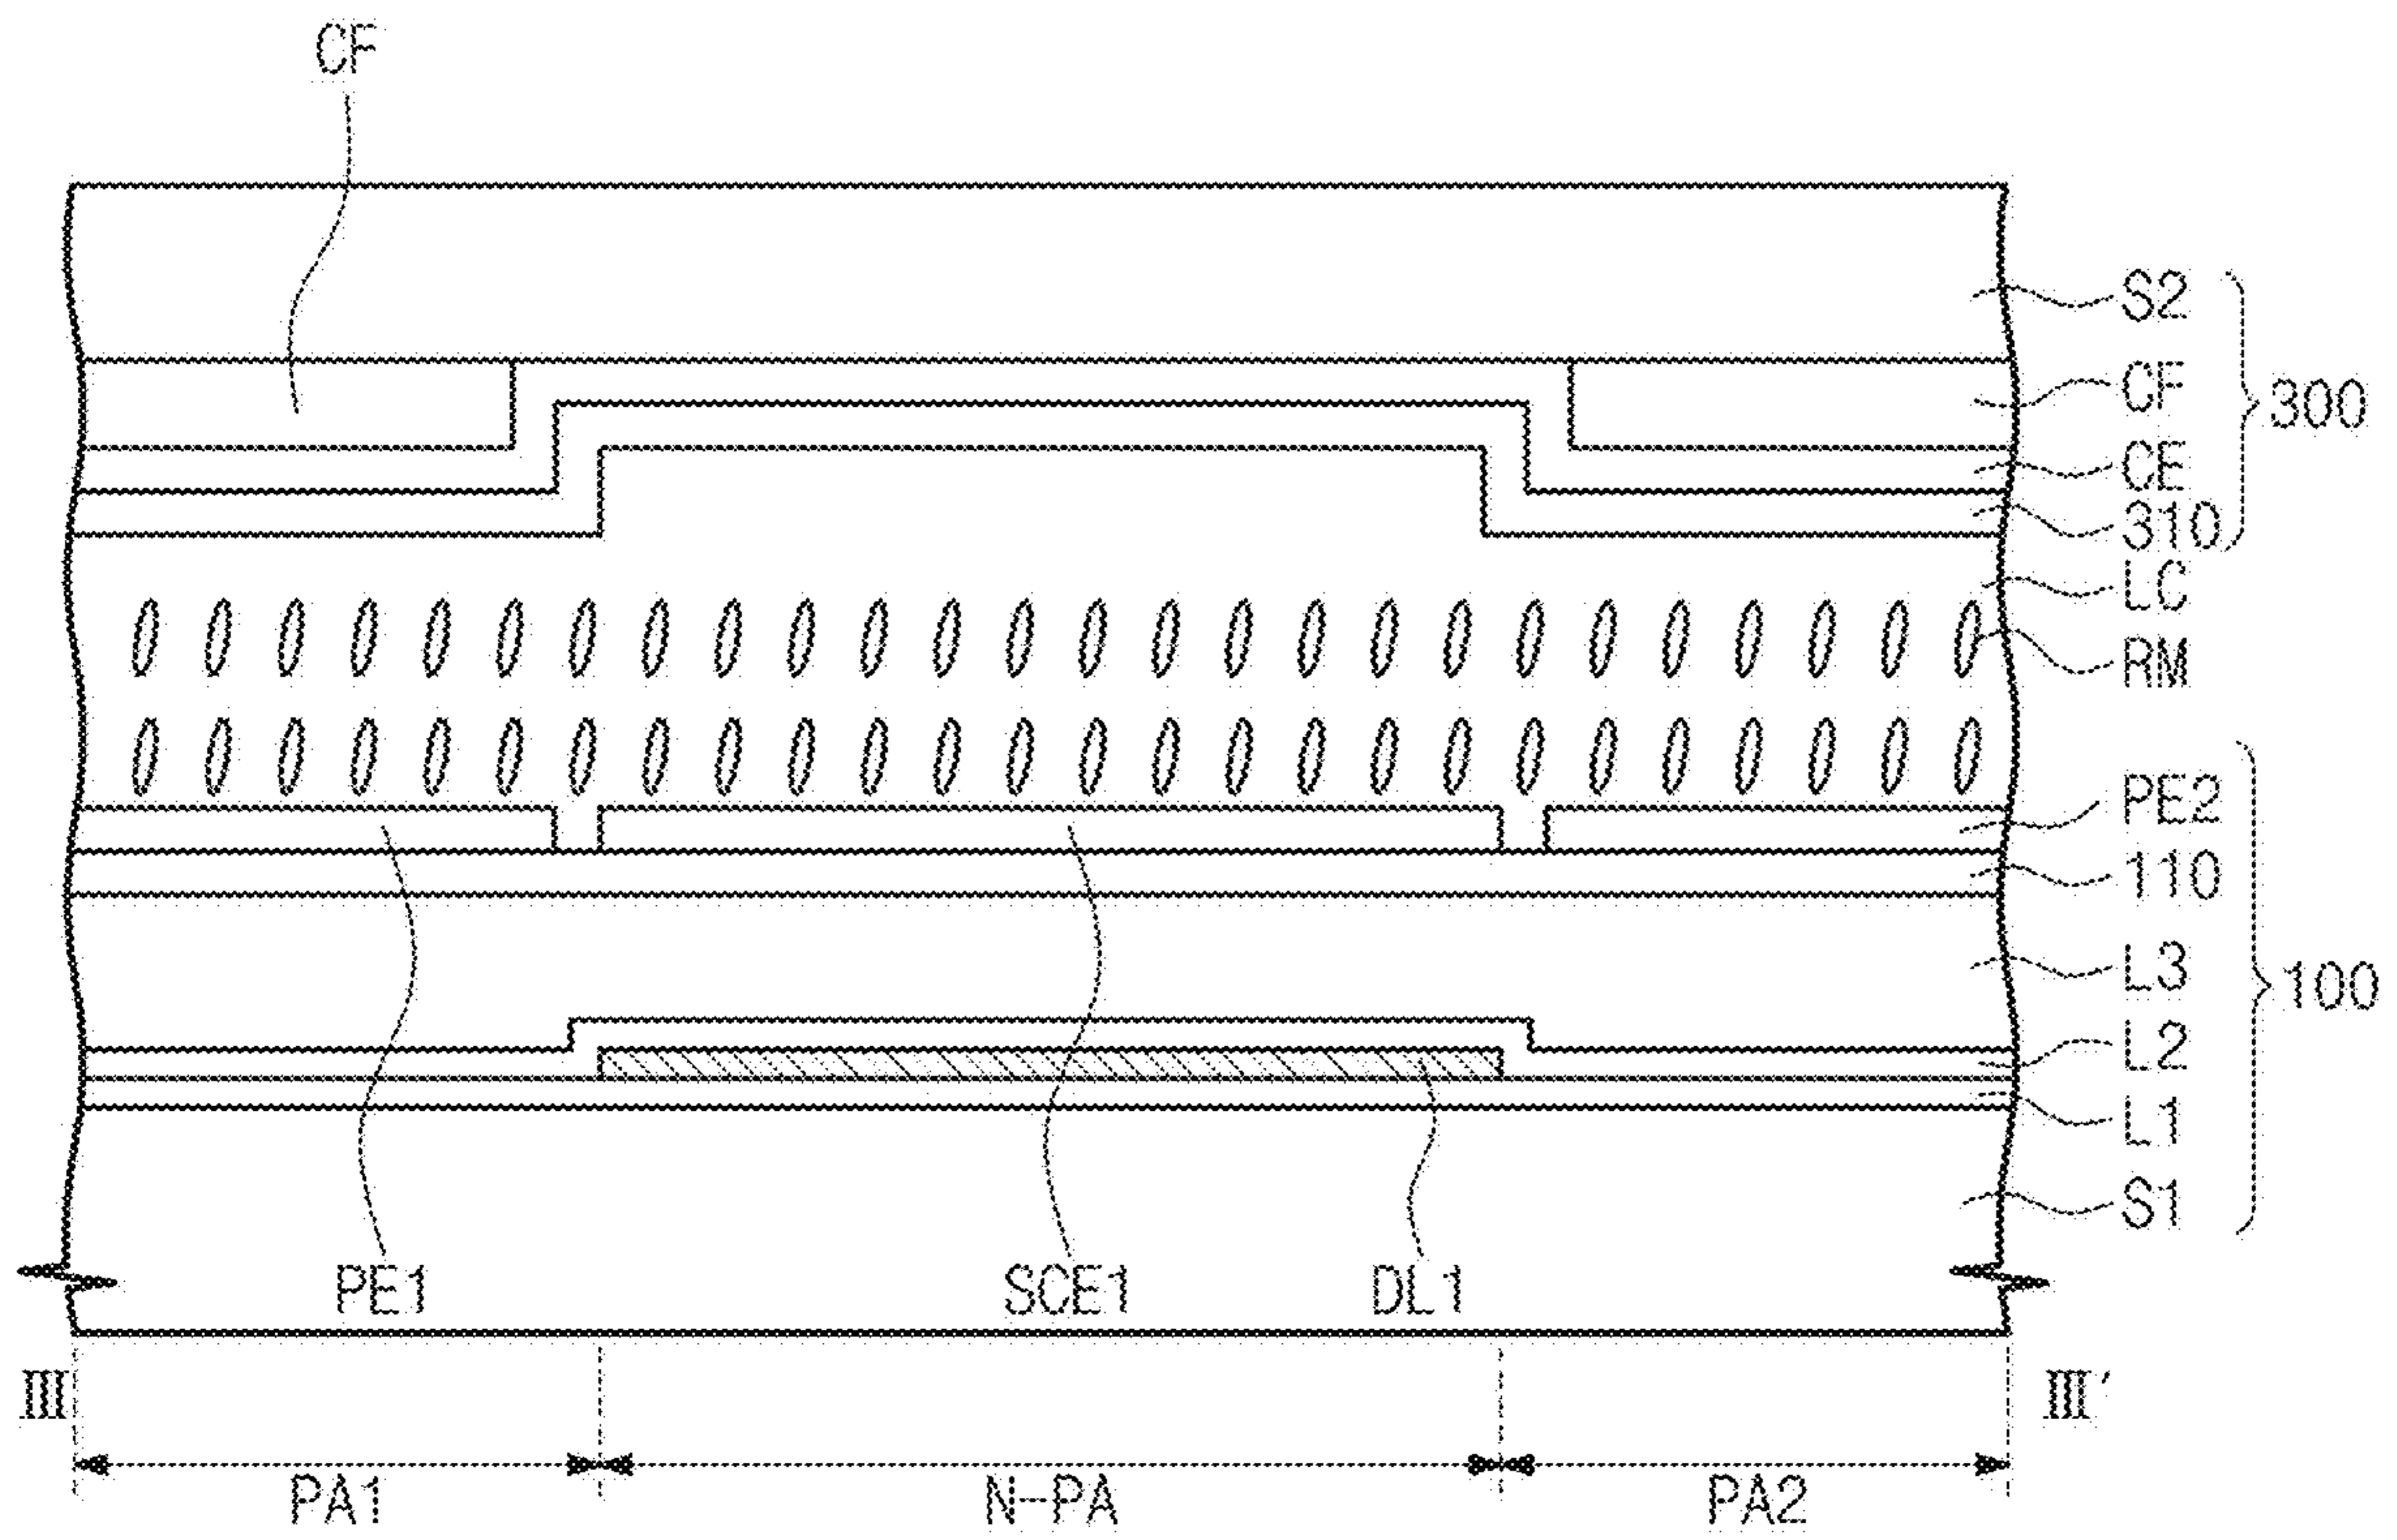 CF
S2
CF
300
CE
310
LC
RM
PE2
110
L3
100
L2
L1
S1
PE1 SCE1 DL1
III III'
PA1 N-PA PA2